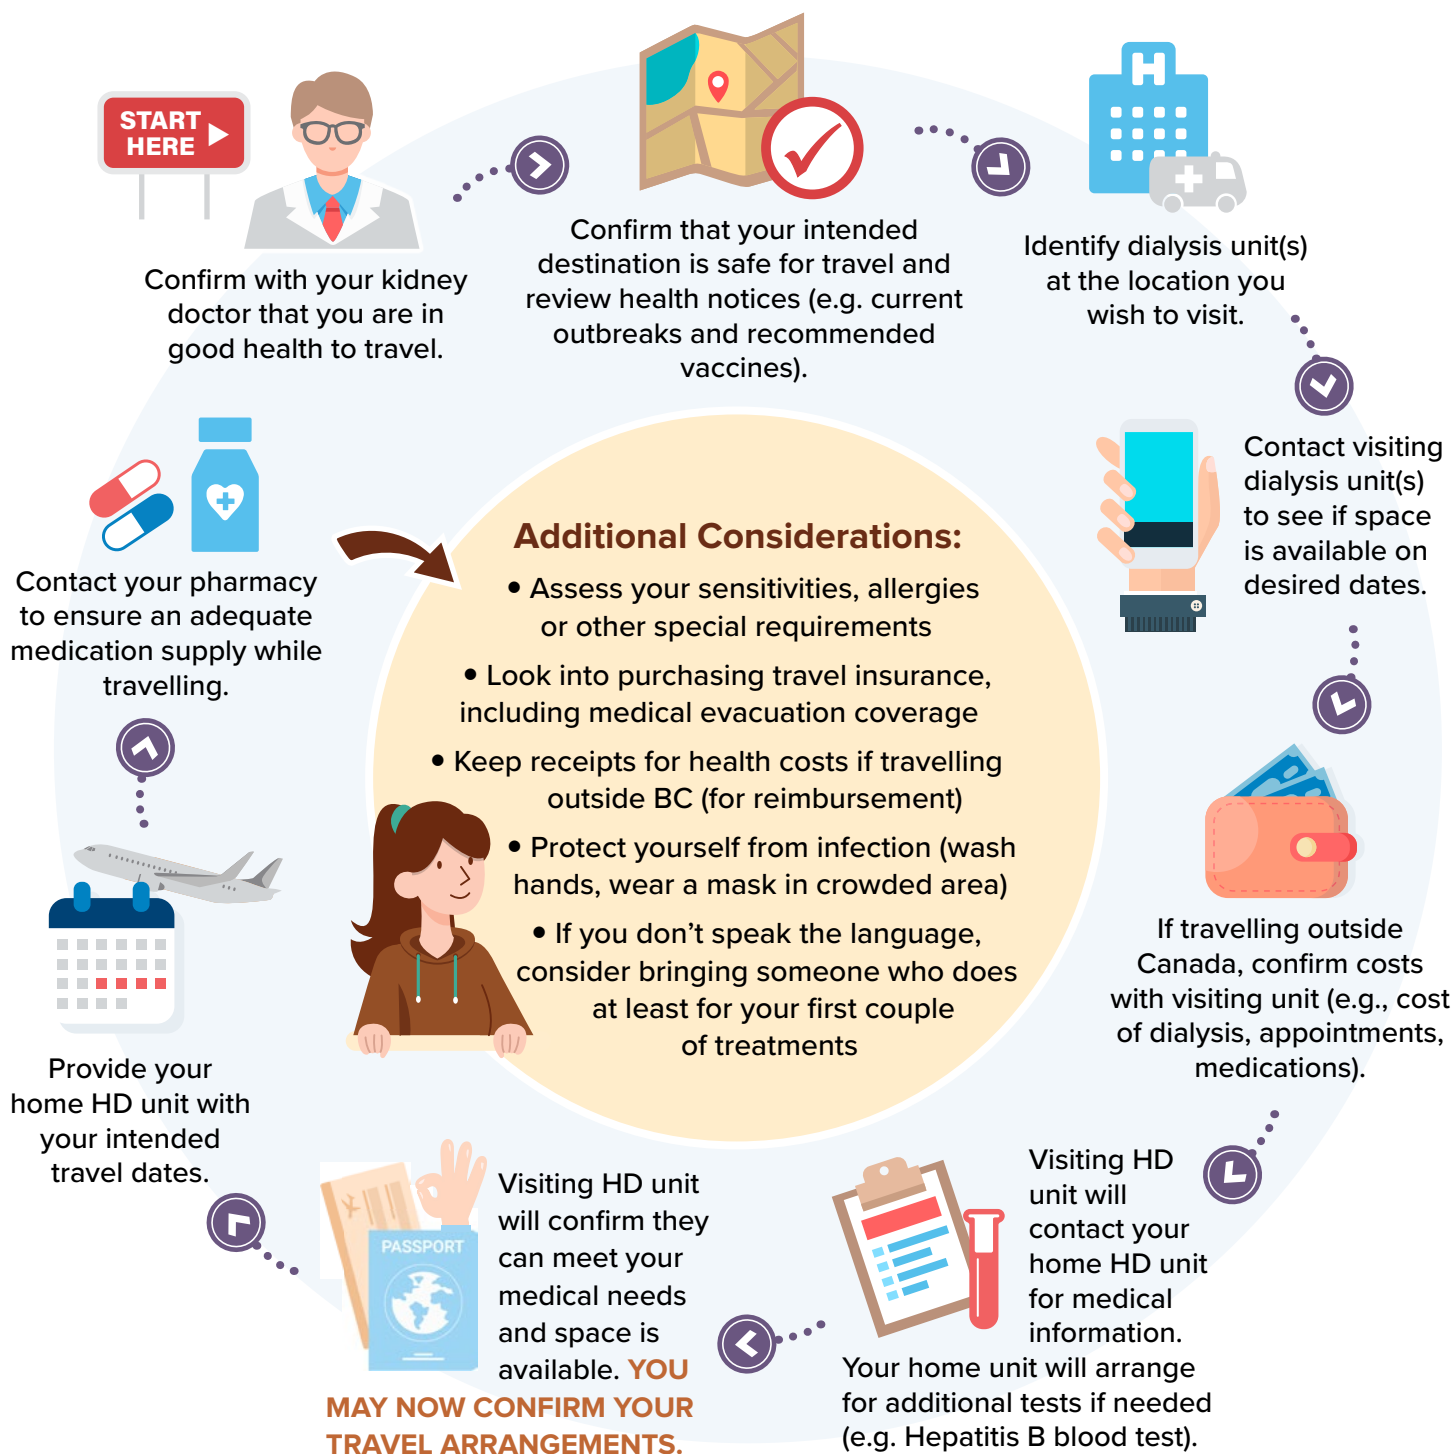 START
HERE
Confirm with your kidney
doctor that you are in
good health to travel.
Confirm that your intended
destination is safe for travel and
review health notices (e.g. current
outbreaks and recommended
vaccines).
H
Identify dialysis unit(s)
at the location you
wish to visit.
Contact visiting
dialysis unit(s)
to see if space
is available on
desired dates.
If travelling outside
Canada, confirm costs
with visiting unit (e.g., cost
of dialysis, appointments,
medications).
Visiting HD
unit will
contact your
home HD unit
for medical
information.
Your home unit will arrange
for additional tests if needed
(e.g. Hepatitis B blood test).
PASSPORT
Visiting HD unit
will confirm they
can meet your
medical needs
and space is
available. YOU
MAY NOW CONFIRM YOUR
TRAVEL ARRANGEMENTS.
Provide your
home HD unit with
your intended
travel dates.
Contact your pharmacy
to ensure an adequate
medication supply while
travelling.
Additional Considerations:
• Assess your sensitivities, allergies
or other special requirements
• Look into purchasing travel insurance,
including medical evacuation coverage
• Keep receipts for health costs if travelling
outside BC (for reimbursement)
• Protect yourself from infection (wash
hands, wear a mask in crowded area)
• If you don't speak the language,
consider bringing someone who does
at least for your first couple
of treatments